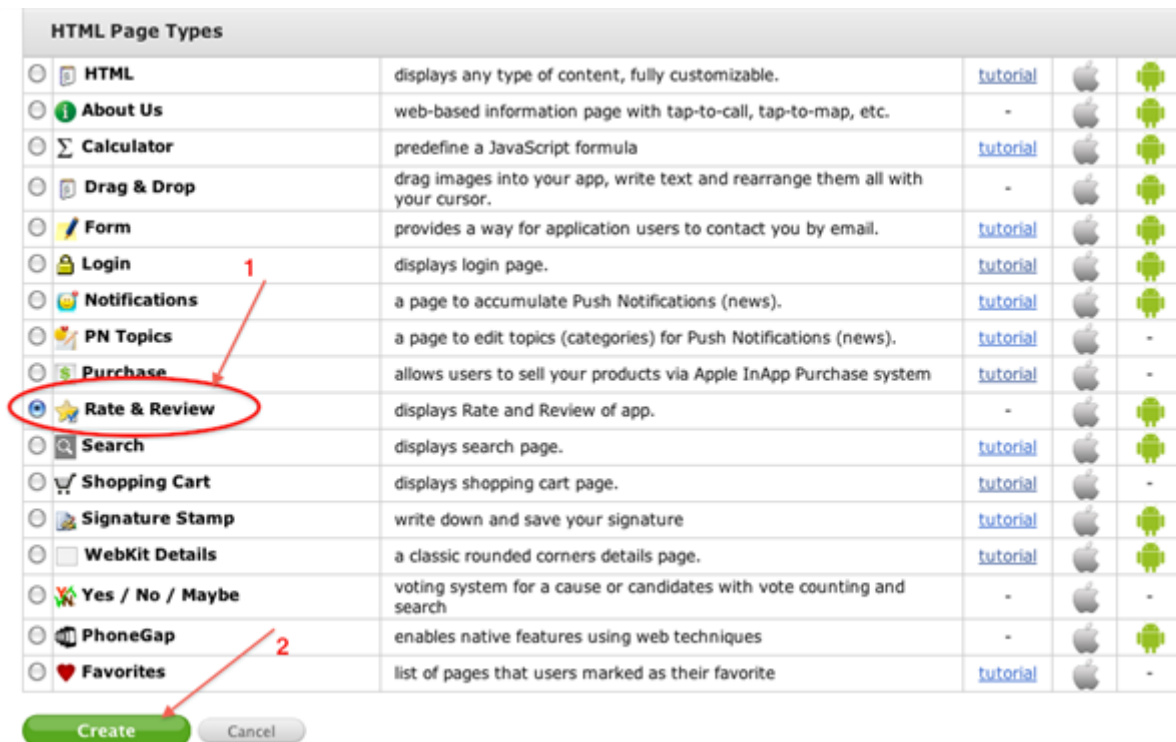 HTML Page Types
HTML displays any type of content, fully customizable. tutorial
About Us web-based information page with tap-to-call, tap-to-map, etc. -
Calculator predefine a JavaScript formula tutorial
Drag & Drop drag images into your app, write text and rearrange them all with
your cursor. -
Form provides a way for application users to contact you by email. tutorial
Login displays login page. tutorial
1
Notifications a page to accumulate Push Notifications (news). tutorial
PN Topics a page to edit topics (categories) for Push Notifications (news). tutorial -
Purchase allows users to sell your products via Apple InApp Purchase system tutorial -
Rate & Review displays Rate and Review of app. -
Search displays search page. tutorial
Shopping Cart displays shopping cart page. tutorial -
Signature Stamp write down and save your signature tutorial
WebKit Details a classic rounded corners details page. tutorial
Yes / No / Maybe voting system for a cause or candidates with vote counting and
search - -
PhoneGap enables native features using web techniques -
2
Favorites list of pages that users marked as their favorite tutorial -
Create Cancel